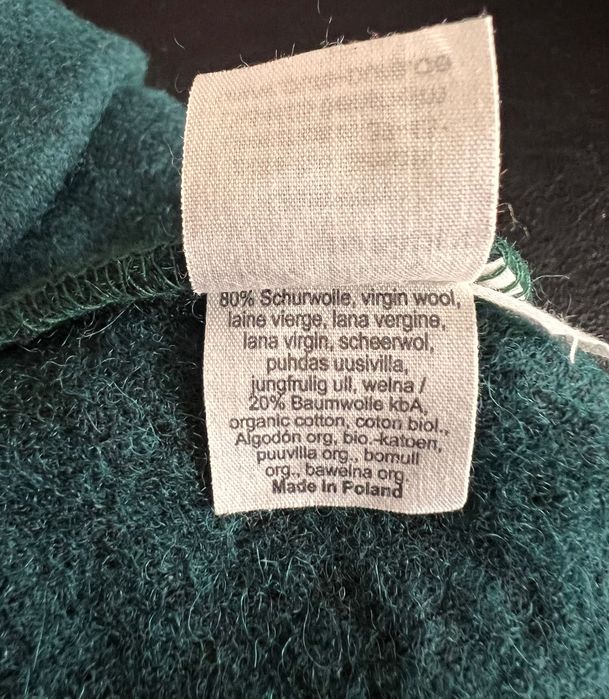 80% Schurwolle, virgin wool,
laine vierge, lana vergine,
lana virgin, scheerwol,
puhdas uusivilla,
jungfrulig ull, wełna /
20% Baumwolle kbA,
organic cotton, coton biol.,
Algodón org, bio.-katoen,
puuvilla org., bomull
org., bawełna org.
Made in Poland